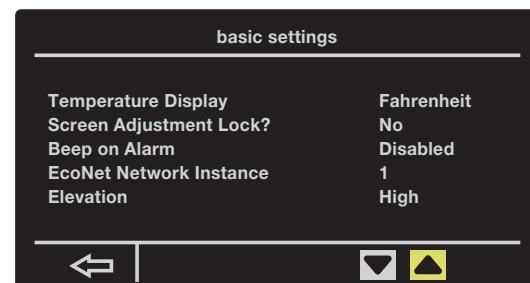 basic settings
Temperature Display Fahrenheit
Screen Adjustment Lock? No
Beep on Alarm Disabled
EcoNet Network Instance 1
Elevation High